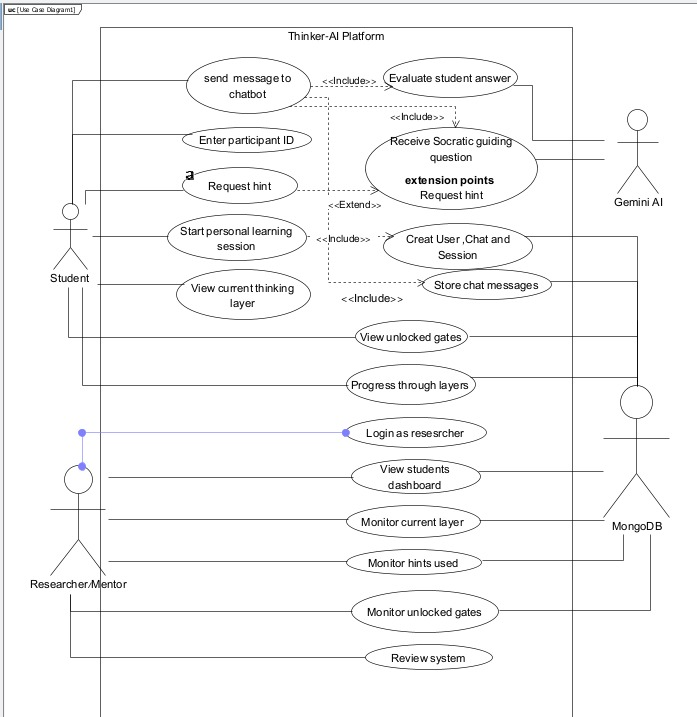 uc [Use Case Diagram1]
Thinker-AI Platform
send message to
chatbot
<<Include>>
Evaluate student answer
<<Include>>
Enter participant ID
Receive Socratic guiding
question
extension points
Request hint
a
Request hint
<<Extend>>
Gemini AI
Start personal learning
session
<<Include>>
Creat User ,Chat and
Session
Student
View current thinking
layer
Store chat messages
<<Include>>
View unlocked gates
Progress through layers
Login as resesrcher
View students
dashboard
Monitor current layer
MongoDB
Monitor hints used
Researcher/Mentor
Monitor unlocked gates
Review system